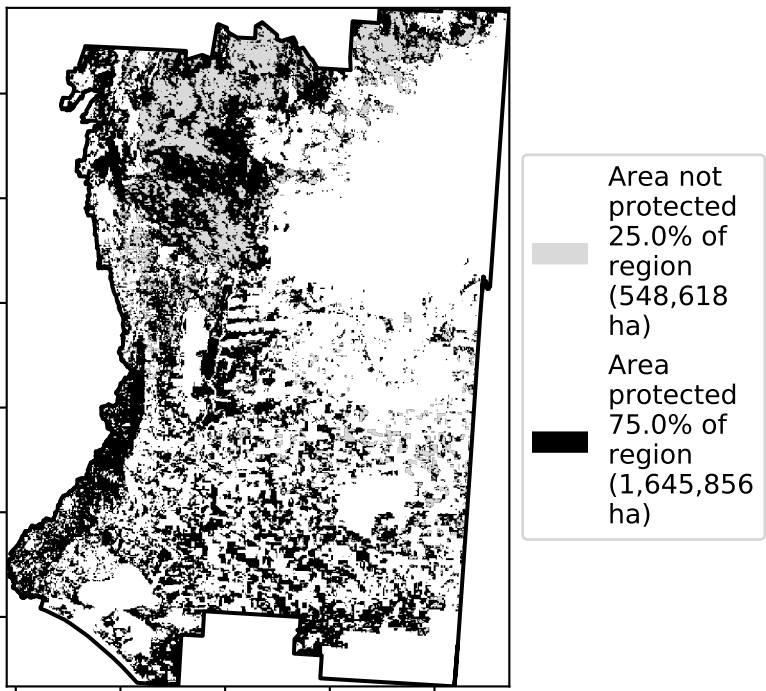 Area not
protected
25.0% of
region
(548,618
ha)
Area
protected
75.0% of
region
(1,645,856
ha)